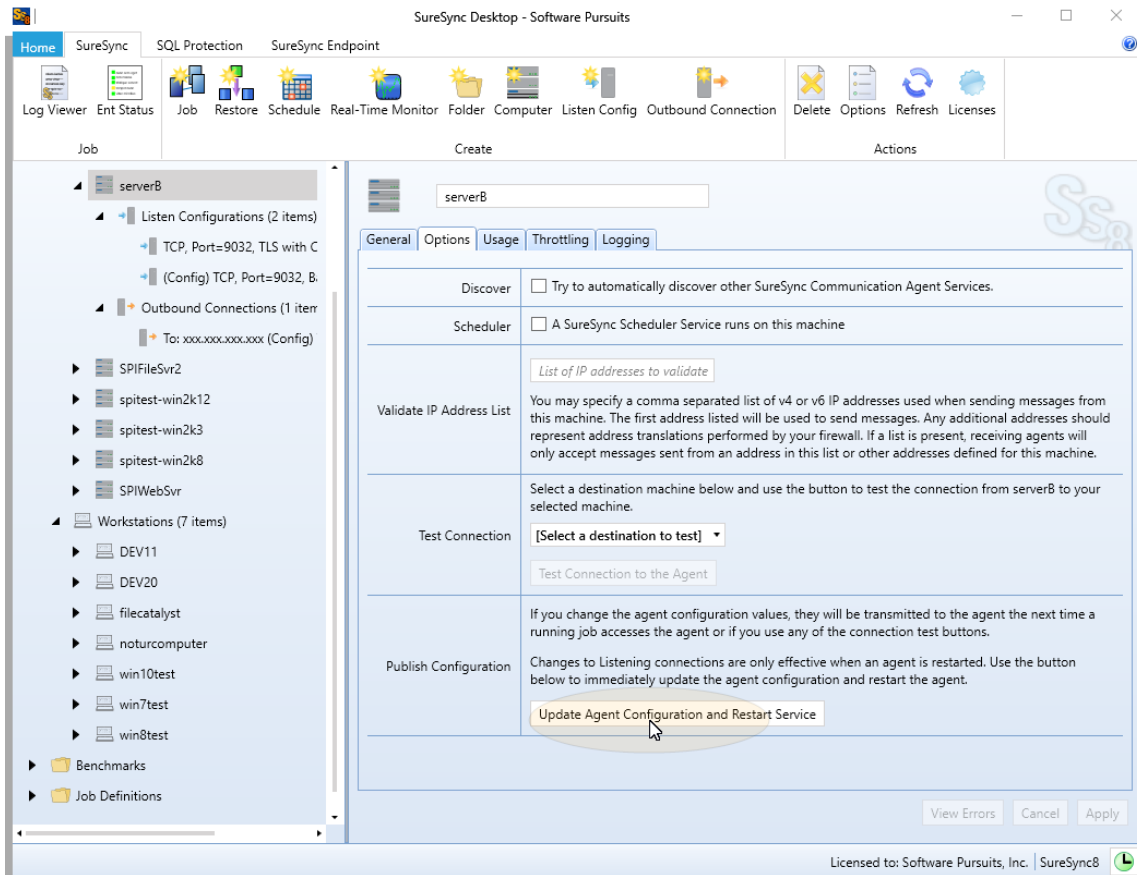 SureSync Desktop - Software Pursuits
Home SureSync SQL Protection SureSync Endpoint
Log Viewer Ent Status Job Restore Schedule Real-Time Monitor Folder Computer Listen Config Outbound Connection Delete Options Refresh Licenses
Job Create Actions
serverB
Listen Configurations (2 items)
TCP, Port=9032, TLS with C
(Config) TCP, Port=9032, Ba
Outbound Connections (1 item
To: xxx.xxx.xxx.xxx (Config)
SPIFileSvr2
spitest-win2k12
spitest-win2k3
spitest-win2k8
SPIWebSvr
Workstations (7 items)
DEV11
DEV20
filecatalyst
noturcomputer
win10test
win7test
win8test
Benchmarks
Job Definitions
serverB
SS8
General Options Usage Throttling Logging
Discover
Try to automatically discover other SureSync Communication Agent Services.
Scheduler
A SureSync Scheduler Service runs on this machine
Validate IP Address List
List of IP addresses to validate
You may specify a comma separated list of v4 or v6 IP addresses used when sending messages from
this machine. The first address listed will be used to send messages. Any additional addresses should
represent address translations performed by your firewall. If a list is present, receiving agents will
only accept messages sent from an address in this list or other addresses defined for this machine.
Test Connection
Select a destination machine below and use the button to test the connection from serverB to your
selected machine.
[Select a destination to test]
Test Connection to the Agent
Publish Configuration
If you change the agent configuration values, they will be transmitted to the agent the next time a
running job accesses the agent or if you use any of the connection test buttons.
Changes to Listening connections are only effective when an agent is restarted. Use the button
below to immediately update the agent configuration and restart the agent.
Update Agent Configuration and Restart Service
View Errors Cancel Apply
Licensed to: Software Pursuits, Inc. SureSync8